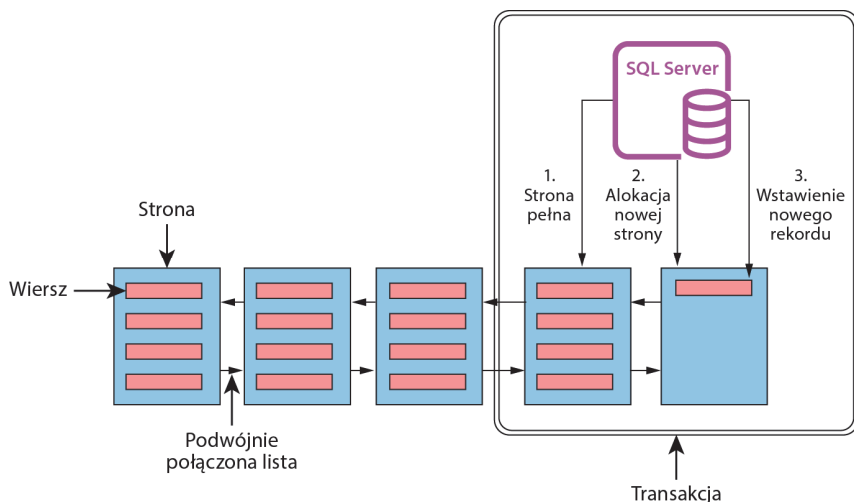 SQL Server
1.
Strona
pełna
2.
Alokacja
nowej
strony
3.
Wstawienie
nowego
rekordu
Strona
Wiersz
Podwójnie
połączona lista
Transakcja